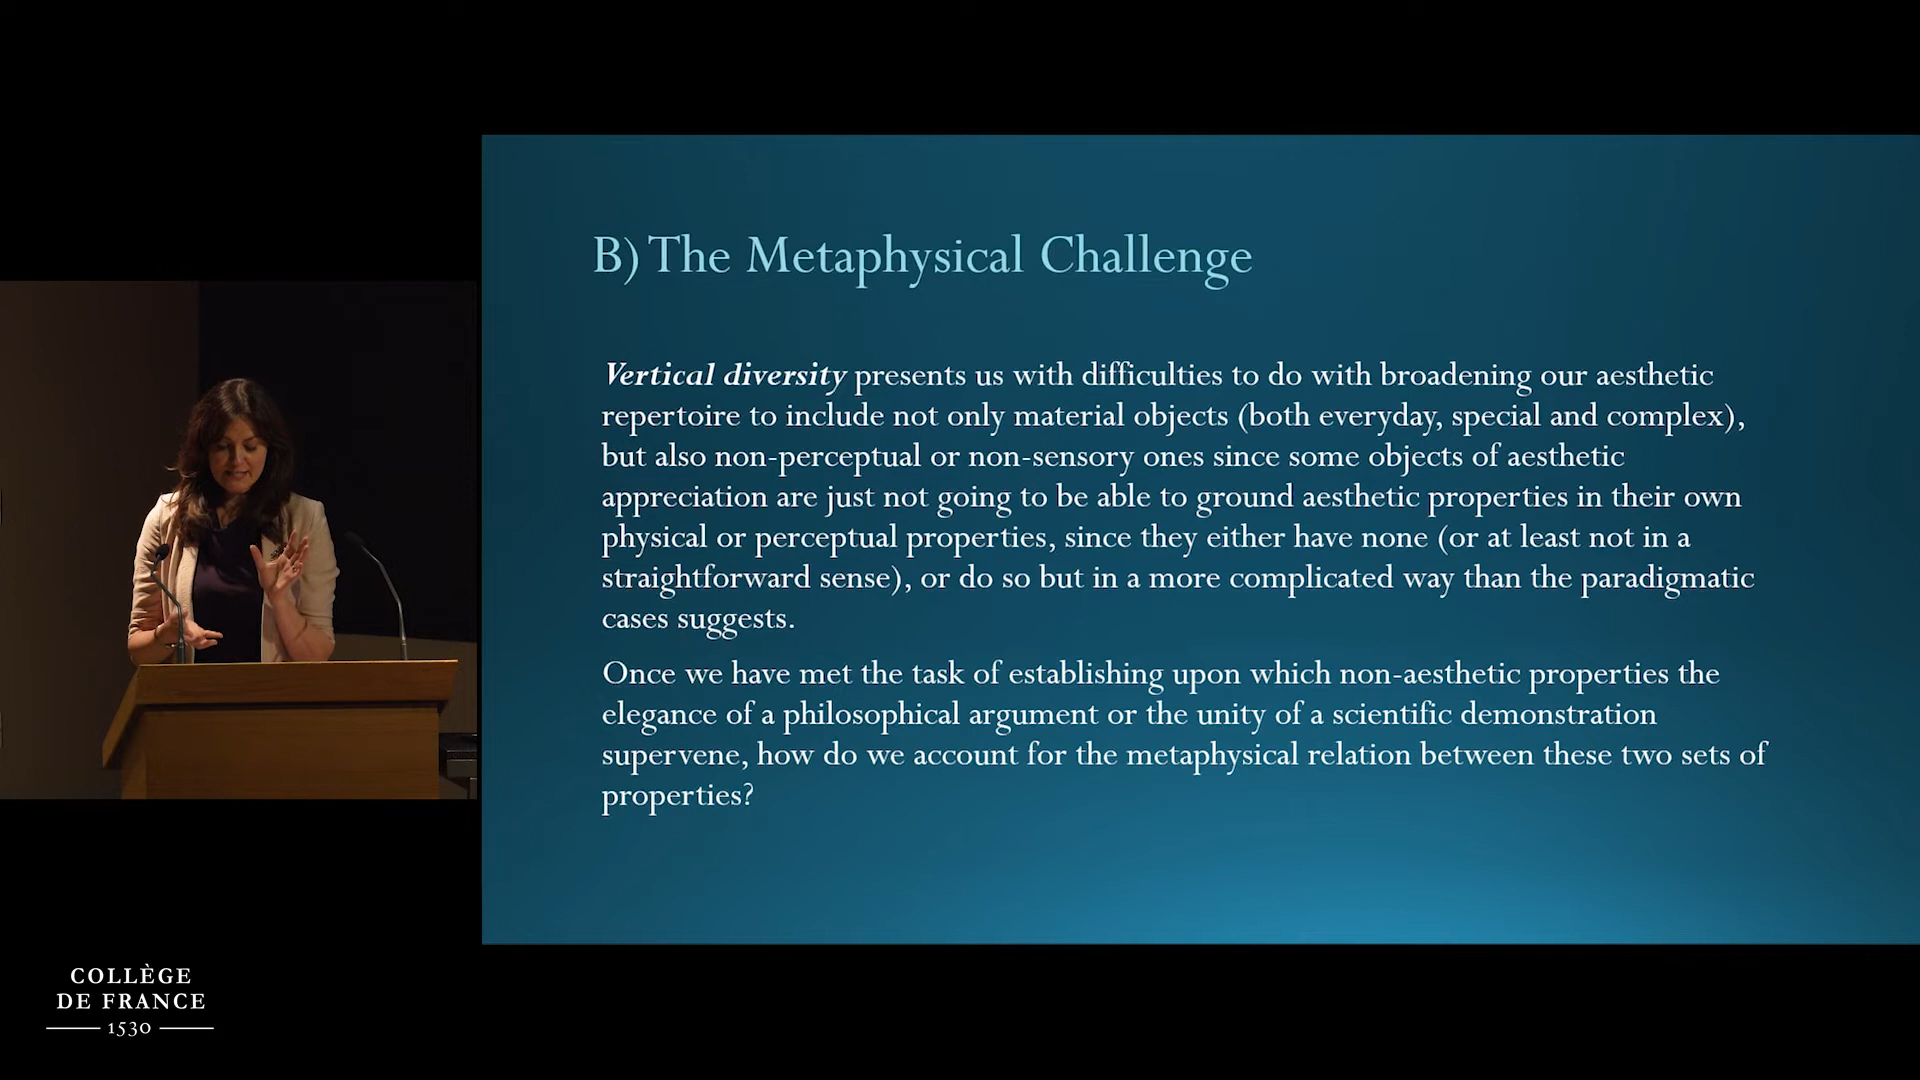 B) The Metaphysical Challenge
Vertical diversity presents us with difficulties to do with broadening our aesthetic
repertoire to include not only material objects (both everyday, special and complex),
but also non-perceptual or non-sensory ones since some objects of aesthetic
appreciation are just not going to be able to ground aesthetic properties in their own
physical or perceptual properties, since they either have none (or at least not in a
straightforward sense), or do so but in a more complicated way than the paradigmatic
cases suggests.
Once we have met the task of establishing upon which non-aesthetic properties the
elegance of a philosophical argument or the unity of a scientific demonstration
supervene, how do we account for the metaphysical relation between these two sets of
properties?
COLLÈGE
DE FRANCE
1530